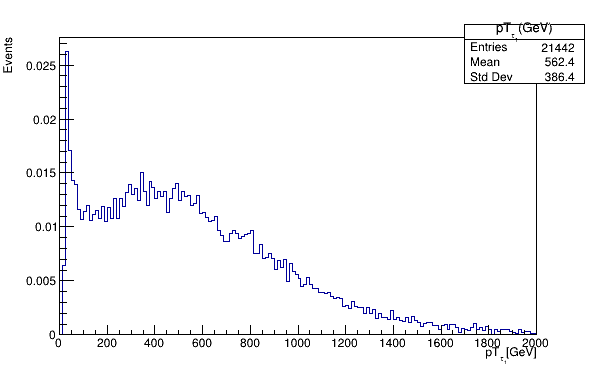 pT_τ₁(GeV)
Entries 21442
Mean 562.4
Std Dev 386.4
Events
0.025
0.02
0.015
0.01
0.005
0
0 200 400 600 800 1000 1200 1400 1600 1800 2000
pT_τ₁[GeV]